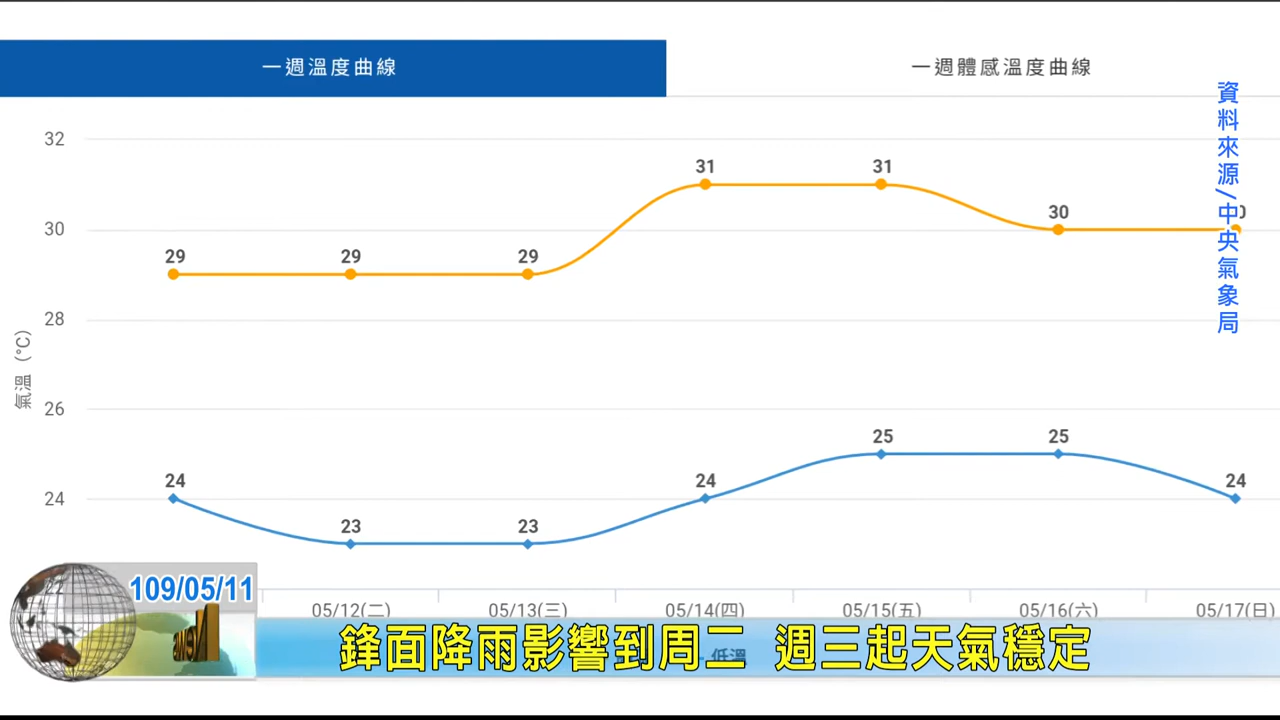 一週溫度曲線
一週體感溫度曲線
資料來源/中央氣象局
32
30
28
26
24
氣溫 (°C)
29
29
29
31
31
30
24
23
23
24
25
25
24
05/12(二)
05/13(三)
05/14(四)
05/15(五)
05/16(六)
05/17(日)
109/05/11
NEWS
鋒面降雨影響到周二 週三起天氣穩定
低溫